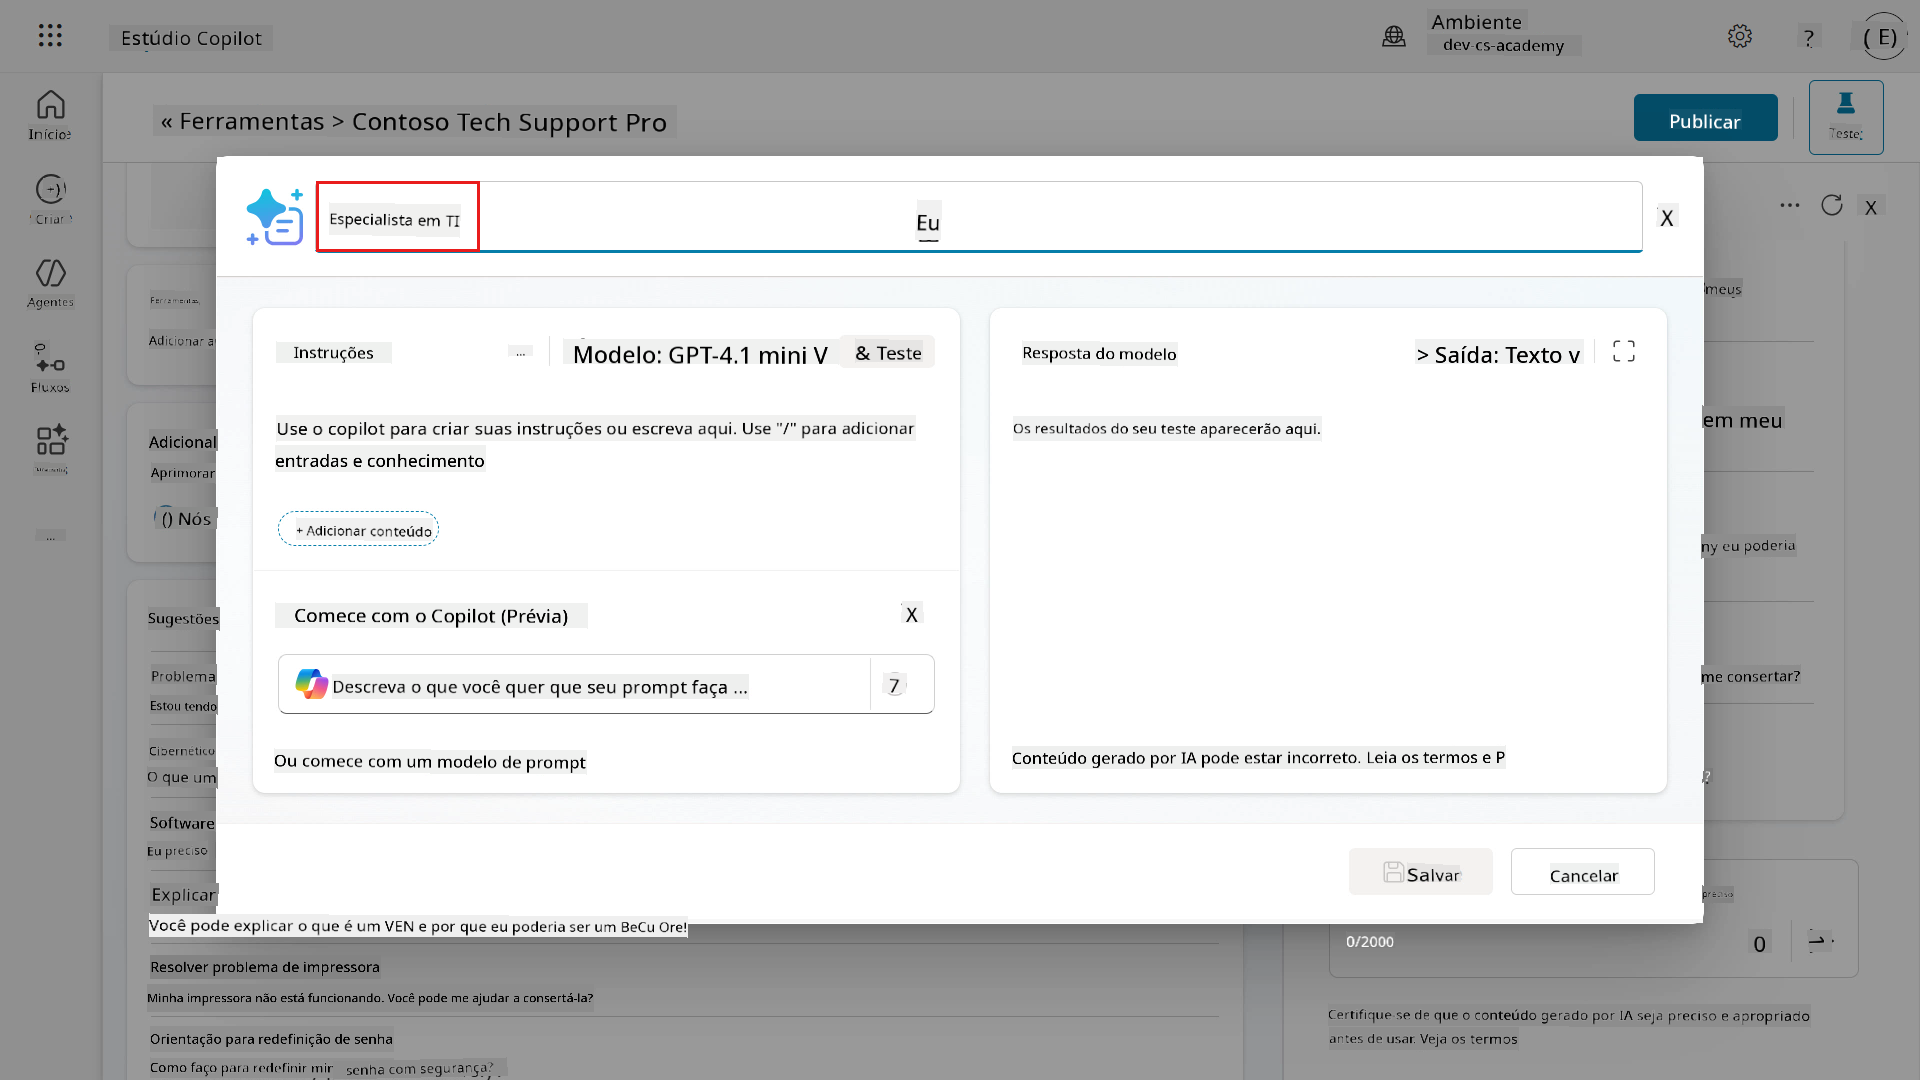 Estúdio Copilot
Ambiente
dev-cs-academy
?
( E)
Início
« Ferramentas > Contoso Tech Support Pro
Publicar
Teste
Criar
Agentes
Fluxos
...
Ferramentas
Adicionar a
Adicional
Aprimorar
() Nós
Sugestões
Problema
Estou tendo
Cibernético
O que um
Software
Eu preciso
Explicar
Você pode explicar o que é um VEN e por que eu poderia ser um BeCu Ore!
Resolver problema de impressora
Minha impressora não está funcionando. Você pode me ajudar a consertá-la?
Orientação para redefinição de senha
Como faço para redefinir mir senha com segurança?
Especialista em TI
Eu
X
Instruções
...
Modelo: GPT-4.1 mini V
& Teste
Use o copilot para criar suas instruções ou escreva aqui. Use "/" para adicionar
entradas e conhecimento
+ Adicionar conteúdo
Comece com o Copilot (Prévia)
X
Descreva o que você quer que seu prompt faça ...
7
Ou comece com um modelo de prompt
Resposta do modelo
> Saída: Texto v
Os resultados do seu teste aparecerão aqui.
Conteúdo gerado por IA pode estar incorreto. Leia os termos e P
Salvar
Cancelar
...
X
meus
em meu
ny eu poderia
me consertar?
preciso
0/2000
0
Certifique-se de que o conteúdo gerado por IA seja preciso e apropriado
antes de usar. Veja os termos